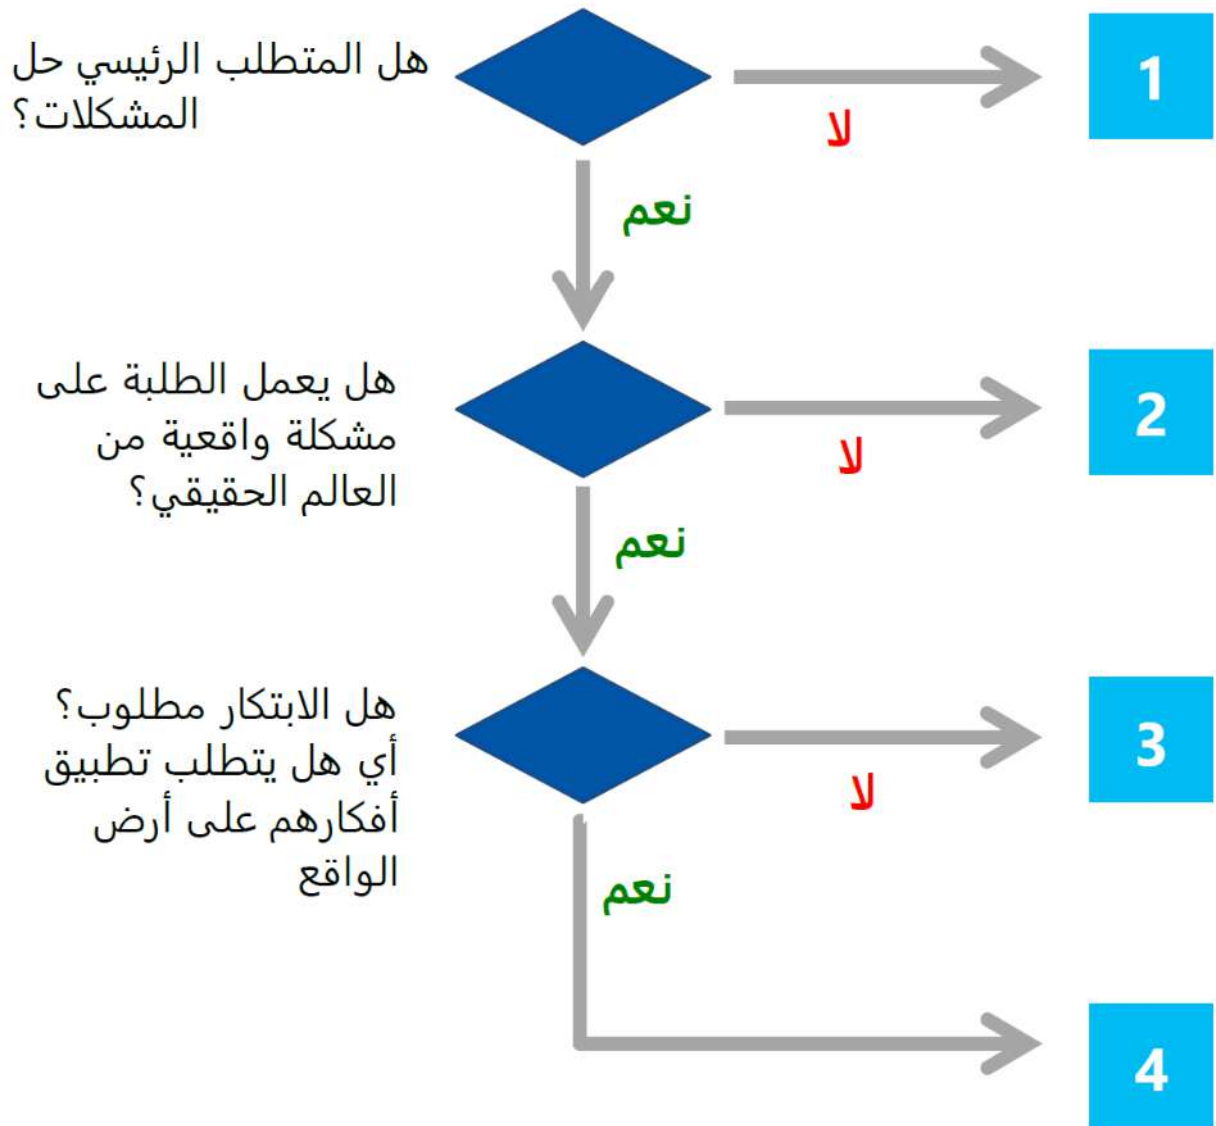 هل المتطلب الرئيسي حل
المشكلات؟
لا
1
نعم
هل يعمل الطلبة على
مشكلة واقعية من
العالم الحقيقي؟
لا
2
نعم
هل الابتكار مطلوب؟
أي هل يتطلب تطبيق
أفكارهم على أرض
الواقع
لا
3
نعم
4